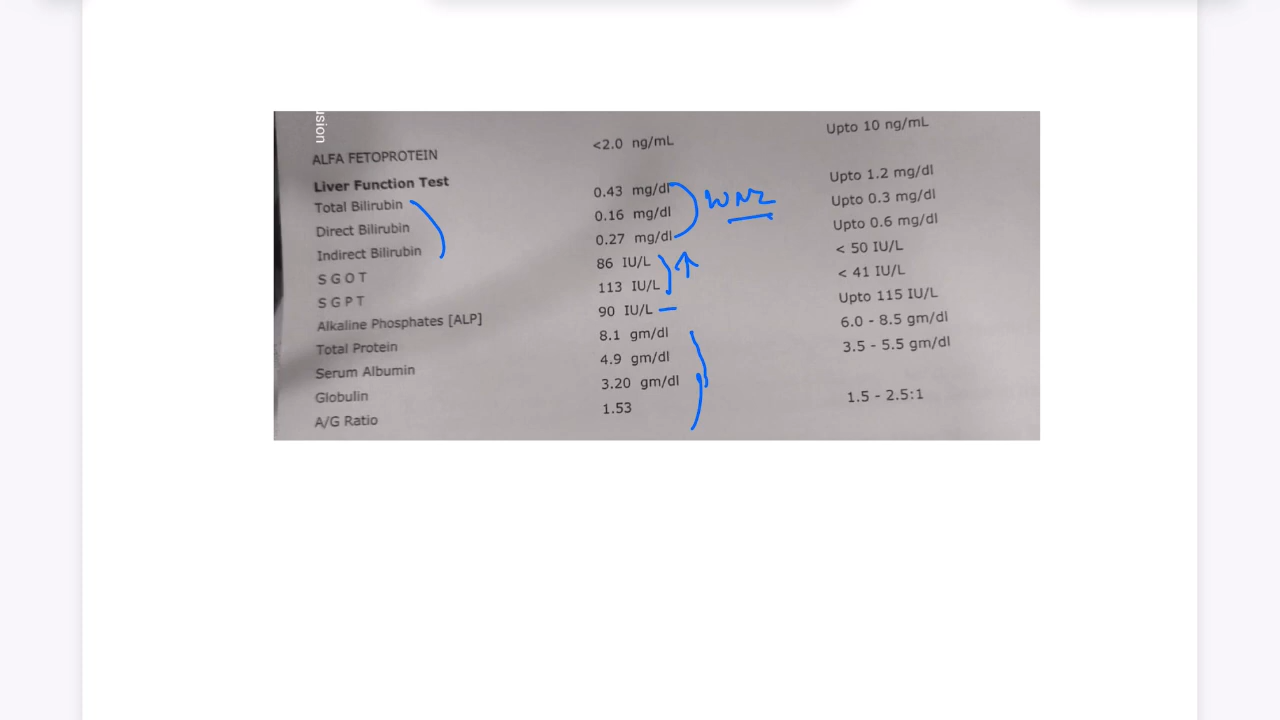 usion
ALFA FETOPROTEIN <2.0 ng/mL Upto 10 ng/mL
Liver Function Test
Total Bilirubin 0.43 mg/dl Upto 1.2 mg/dl
Direct Bilirubin 0.16 mg/dl Upto 0.3 mg/dl
Indirect Bilirubin 0.27 mg/dl Upto 0.6 mg/dl
S G O T 86 IU/L < 50 IU/L
S G P T 113 IU/L < 41 IU/L
Alkaline Phosphates [ALP] 90 IU/L Upto 115 IU/L
Total Protein 8.1 gm/dl 6.0 - 8.5 gm/dl
Serum Albumin 4.9 gm/dl 3.5 - 5.5 gm/dl
Globulin 3.20 gm/dl
A/G Ratio 1.53 1.5 - 2.5:1
WNL